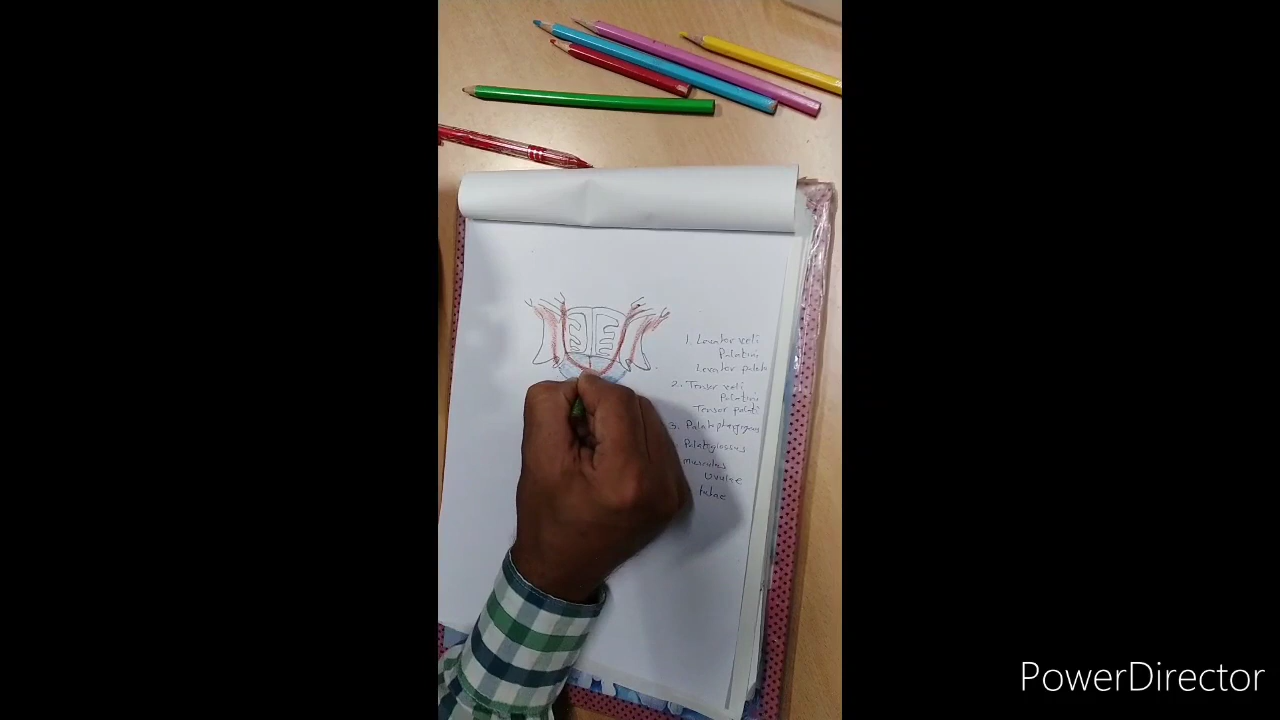 1. Levator veli
Palatini
Levator palati
2. Tensor veli
Palatini
Tensor palati
3. Palatopharyngeus
Palatoglossus
musculus
uvulae
PowerDirector